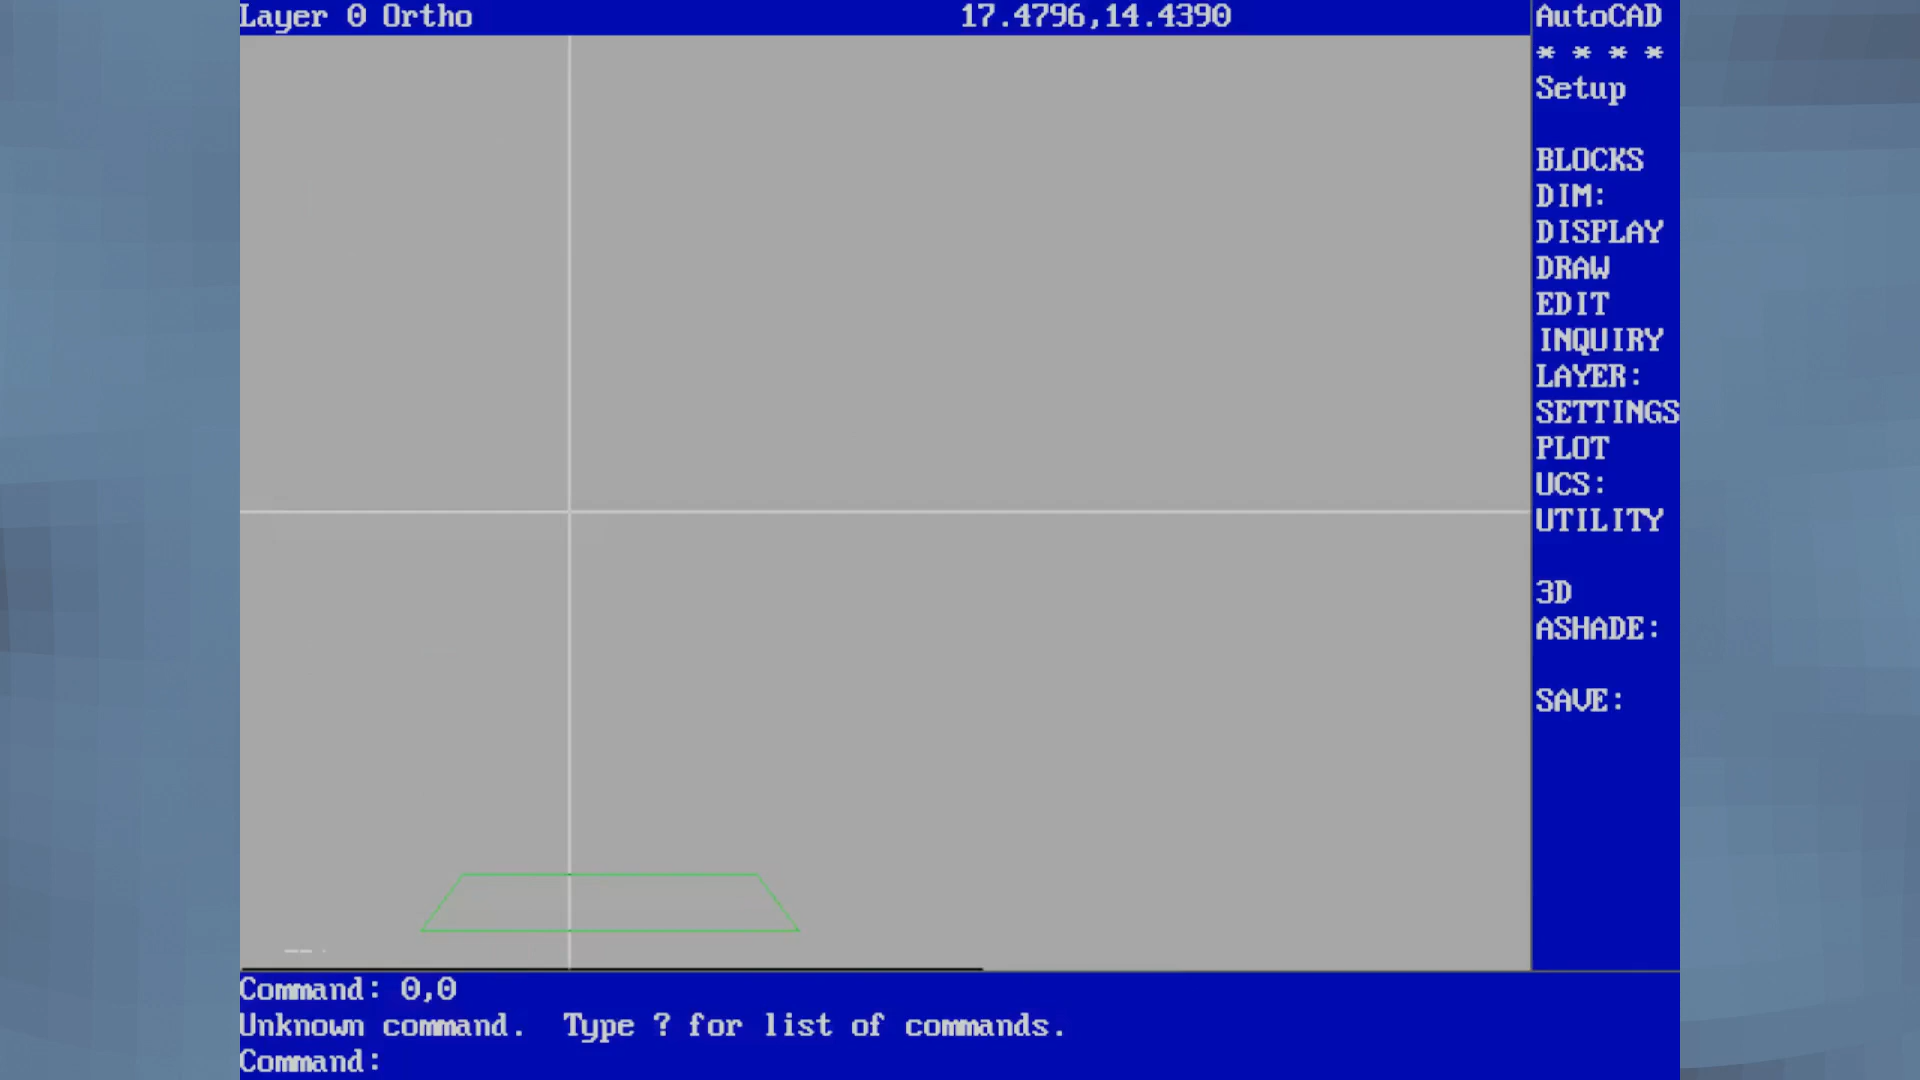 Layer 0 Ortho 17.4796,14.4390 AutoCAD
* * * *
Setup
BLOCKS
DIM:
DISPLAY
DRAW
EDIT
INQUIRY
LAYER:
SETTINGS
PLOT
UCS:
UTILITY
3D
ASHADE:
SAVE:
Command: 0,0
Unknown command.  Type ? for list of commands.
Command: